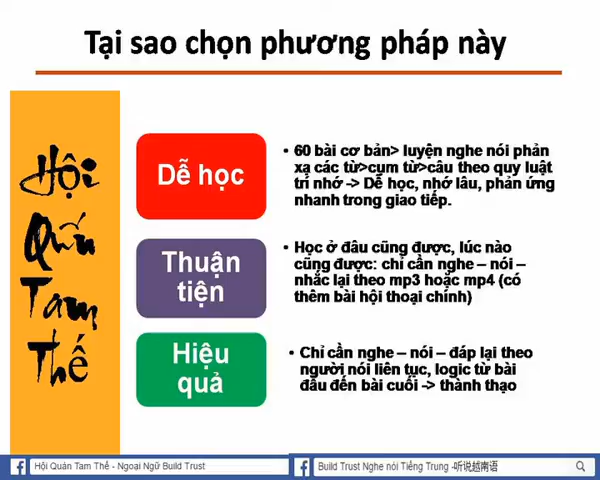 Tại sao chọn phương pháp này
Hội
Quán
Tam
Thế
Dễ học
• 60 bài cơ bản> luyện nghe nói phản
xạ các từ>cụm từ>câu theo quy luật
trí nhớ -> Dễ học, nhớ lâu, phản ứng
nhanh trong giao tiếp.
Thuận
tiện
• Học ở đâu cũng được, lúc nào
cũng được: chỉ cần nghe – nói –
nhắc lại theo mp3 hoặc mp4 (có
thêm bài hội thoại chính)
Hiệu
quả
• Chỉ cần nghe – nói – đáp lại theo
người nói liên tục, logic từ bài
đầu đến bài cuối -> thành thạo
Hội Quán Tam Thế - Ngoại Ngữ Build Trust
Build Trust Nghe nói Tiếng Trung -听说越南语